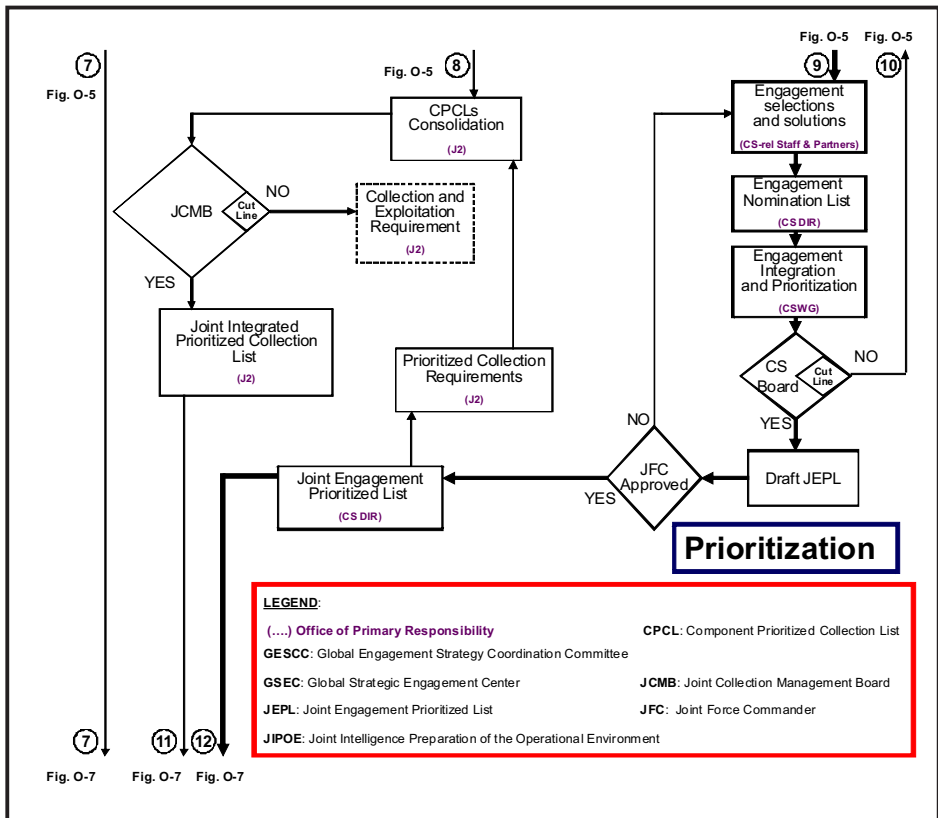 Fig. O-5
Fig. O-5
7
8
9
10
Fig. O-5
Fig. O-5
CPCLs
Consolidation
(J2)
Engagement
selections
and solutions
(CS-rel Staff & Partners)
JCMB
Cut
Line
NO
YES
Collection and
Exploitation
Requirement
(J2)
Engagement
Nomination List
(CS DIR)
Engagement
Integration
and Prioritization
(CSWG)
Joint Integrated
Prioritized Collection
List
(J2)
Prioritized Collection
Requirements
(J2)
CS
Board
Cut
Line
NO
YES
NO
JFC
Approved
YES
Draft JEPL
Joint Engagement
Prioritized List
(CS DIR)
Prioritization
LEGEND:
(....) Office of Primary Responsibility
CPCL: Component Prioritized Collection List
GESCC: Global Engagement Strategy Coordination Committee
GSEC: Global Strategic Engagement Center
JCMB: Joint Collection Management Board
JEPL: Joint Engagement Prioritized List
JFC: Joint Force Commander
JIPOE: Joint Intelligence Preparation of the Operational Environment
7
11
12
Fig. O-7
Fig. O-7
Fig. O-7